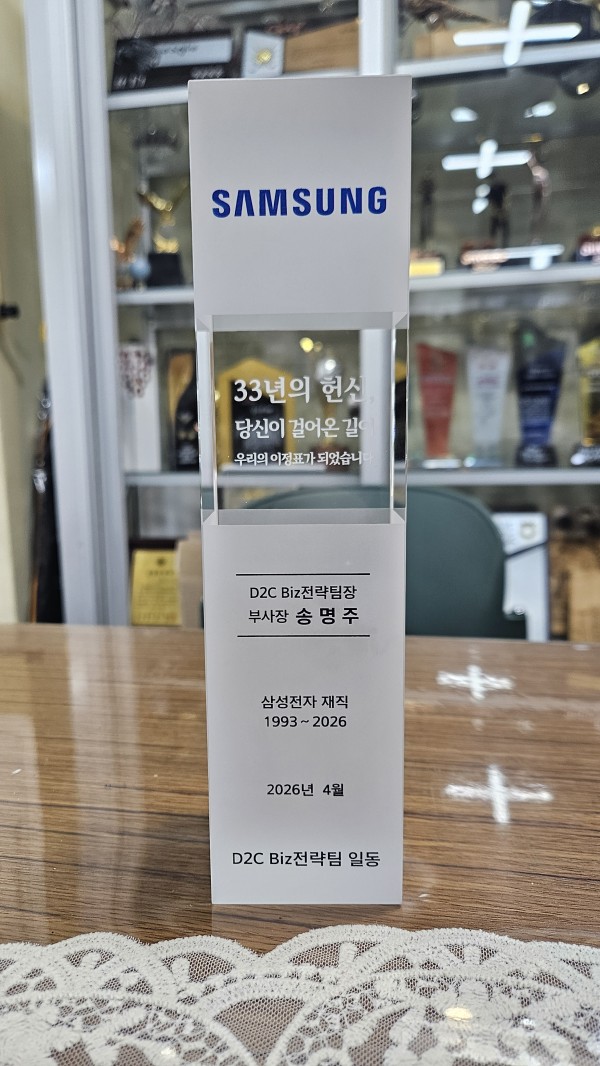 SAMSUNG
33년의 헌신,
당신이 걸어온 길이
우리의 이정표가 되었습니다
D2C Biz전략팀장
부사장 송명주
삼성전자 재직
1993 ~ 2026
2026년 4월
D2C Biz전략팀 일동